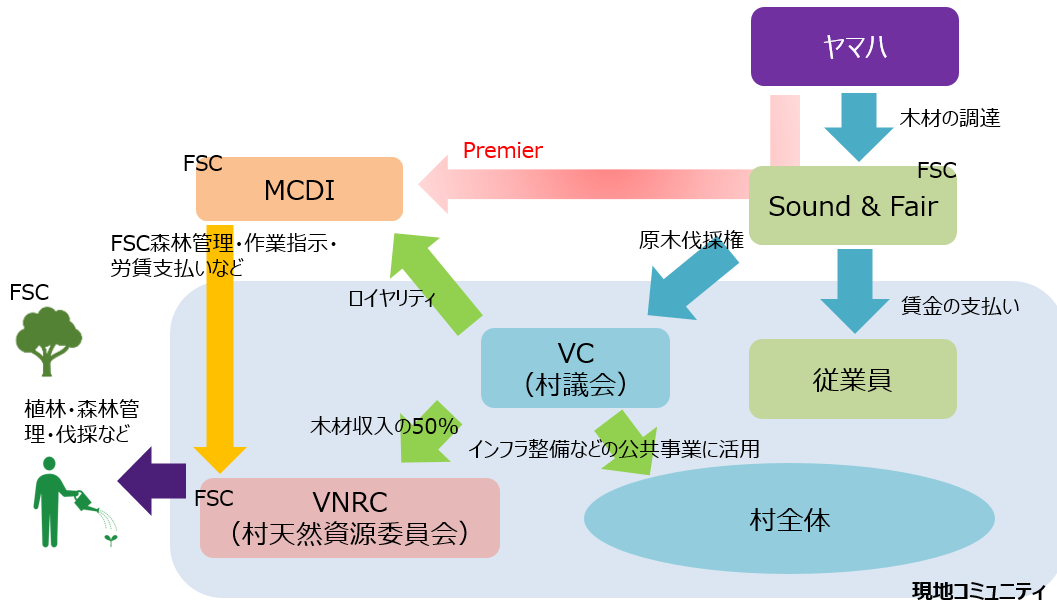 ヤマハ
木材の調達
Premier
FSC
MCDI
FSC
Sound & Fair
FSC森林管理・作業指示・
労賃支払いなど
原木伐採権
FSC
ロイヤリティ
賃金の支払い
VC
（村議会）
従業員
植林・森林管
理・伐採など
木材収入の50%
インフラ整備などの公共事業に活用
FSC
VNRC
（村天然資源委員会）
村全体
現地コミュニティ